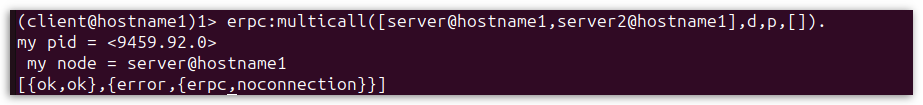 (client@hostname1)1> erpc:multicall([server@hostname1,server2@hostname1],d,p,[]).
my pid = <9459.92.0>
 my node = server@hostname1
[{ok,ok},{error,{erpc,noconnection}}]